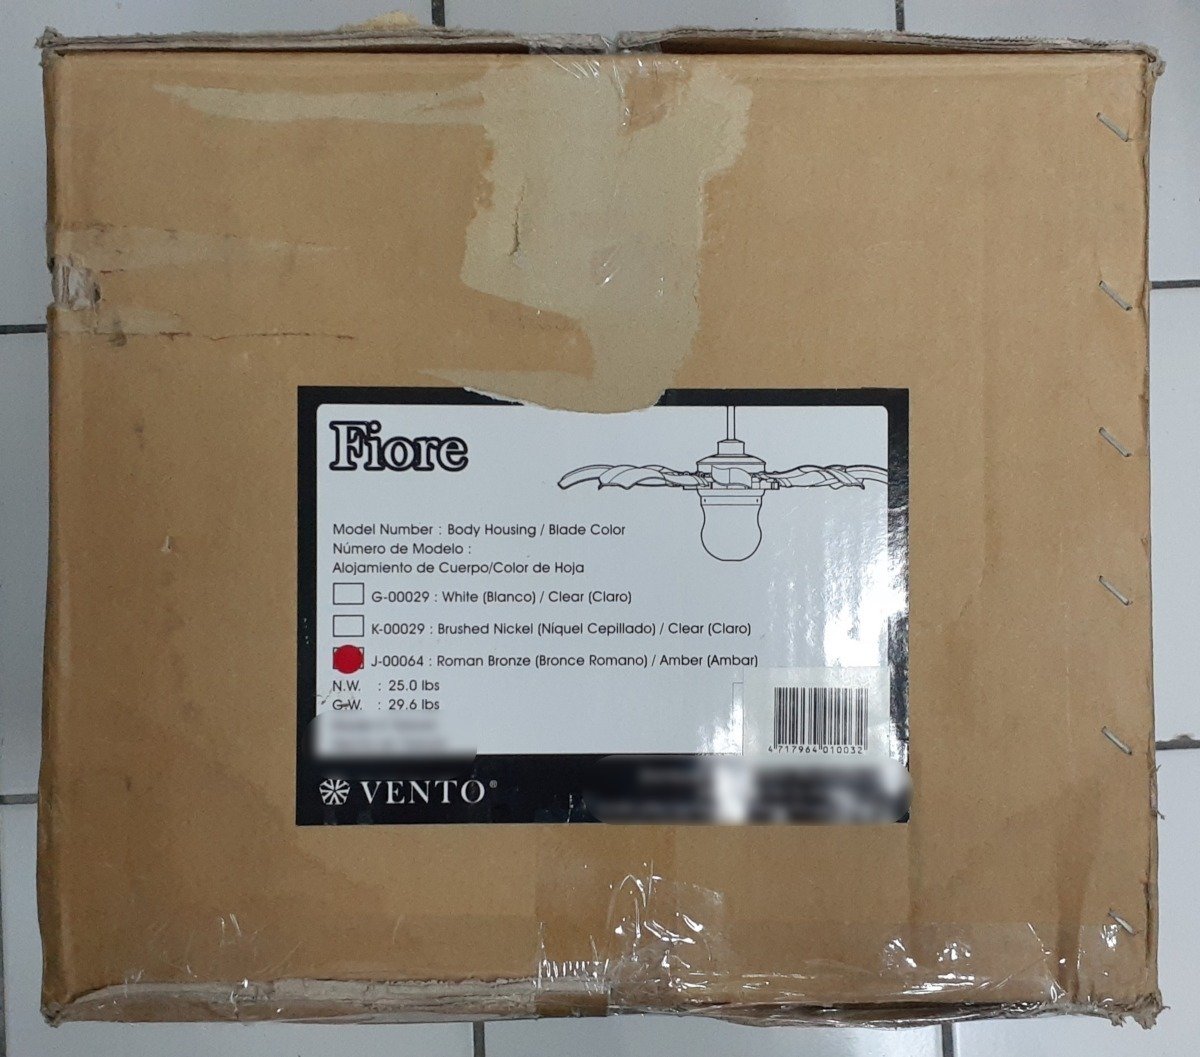 Fiore
Model Number : Body Housing / Blade Color
Número de Modelo :
Alojamiento de Cuerpo/Color de Hoja
G-00029 : White (Blanco) / Clear (Claro)
K-00029 : Brushed Nickel (Níquel Cepillado) / Clear (Claro)
J-00064 : Roman Bronze (Bronce Romano) / Amber (Ambar)
N.W. : 25.0 lbs
G.W. : 29.6 lbs
4 717964 010032
VENTO®